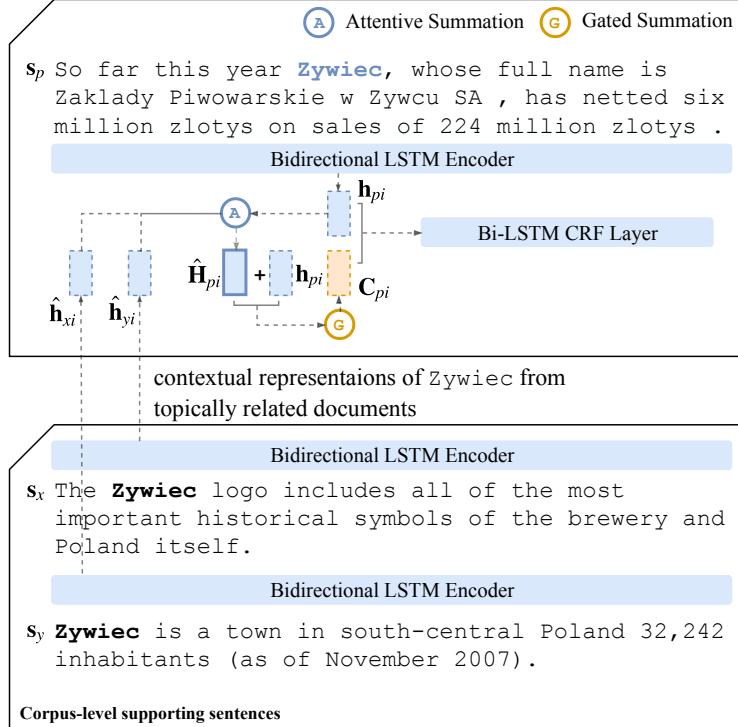 A Attentive Summation G Gated Summation
s_p So far this year Zywiec, whose full name is
Zaklady Piwowarskie w Zywcu SA , has netted six
million zlotys on sales of 224 million zlotys .
Bidirectional LSTM Encoder
h_pi
A
Bi-LSTM CRF Layer
Ĥ_pi + h_pi C_pi
ĥ_xi ĥ_yi
G
contextual representaions of Zywiec from
topically related documents
Bidirectional LSTM Encoder
s_x The Zywiec logo includes all of the most
important historical symbols of the brewery and
Poland itself.
Bidirectional LSTM Encoder
s_y Zywiec is a town in south-central Poland 32,242
inhabitants (as of November 2007).
Corpus-level supporting sentences